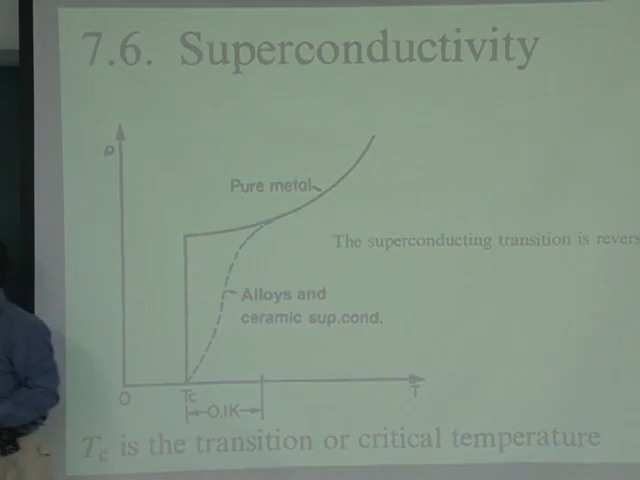 7.6. Superconductivity
ρ
Pure metal
The superconducting transition is revers
Alloys and
ceramic sup.cond.
O
Tc
T
0.1K
Tc is the transition or critical temperature